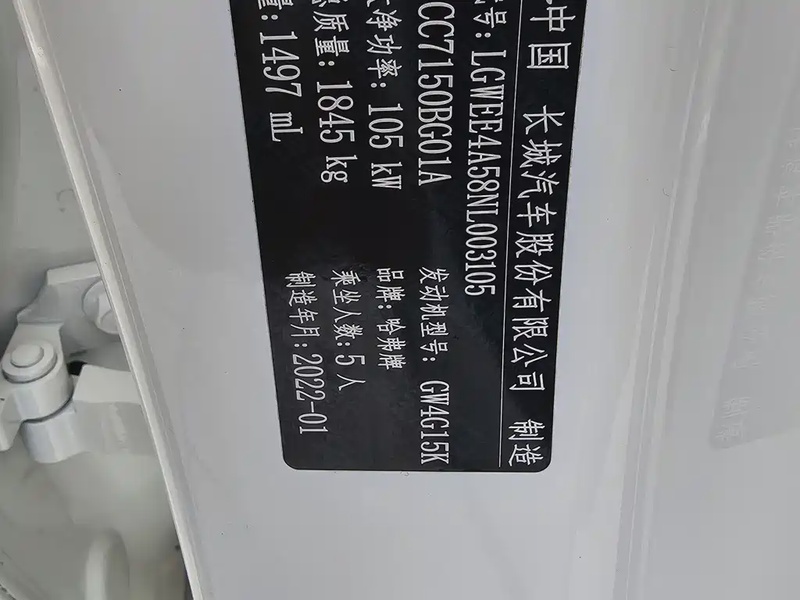 中国 长城汽车股份有限公司 制造
号: LGWEE4A58NL003105
CC7150BG01A 发动机型号: GW4G15K
净功率: 105 kW 品牌: 哈弗牌
质量: 1845 kg 乘坐人数: 5 人
量: 1497 mL 制造年月: 2022-01